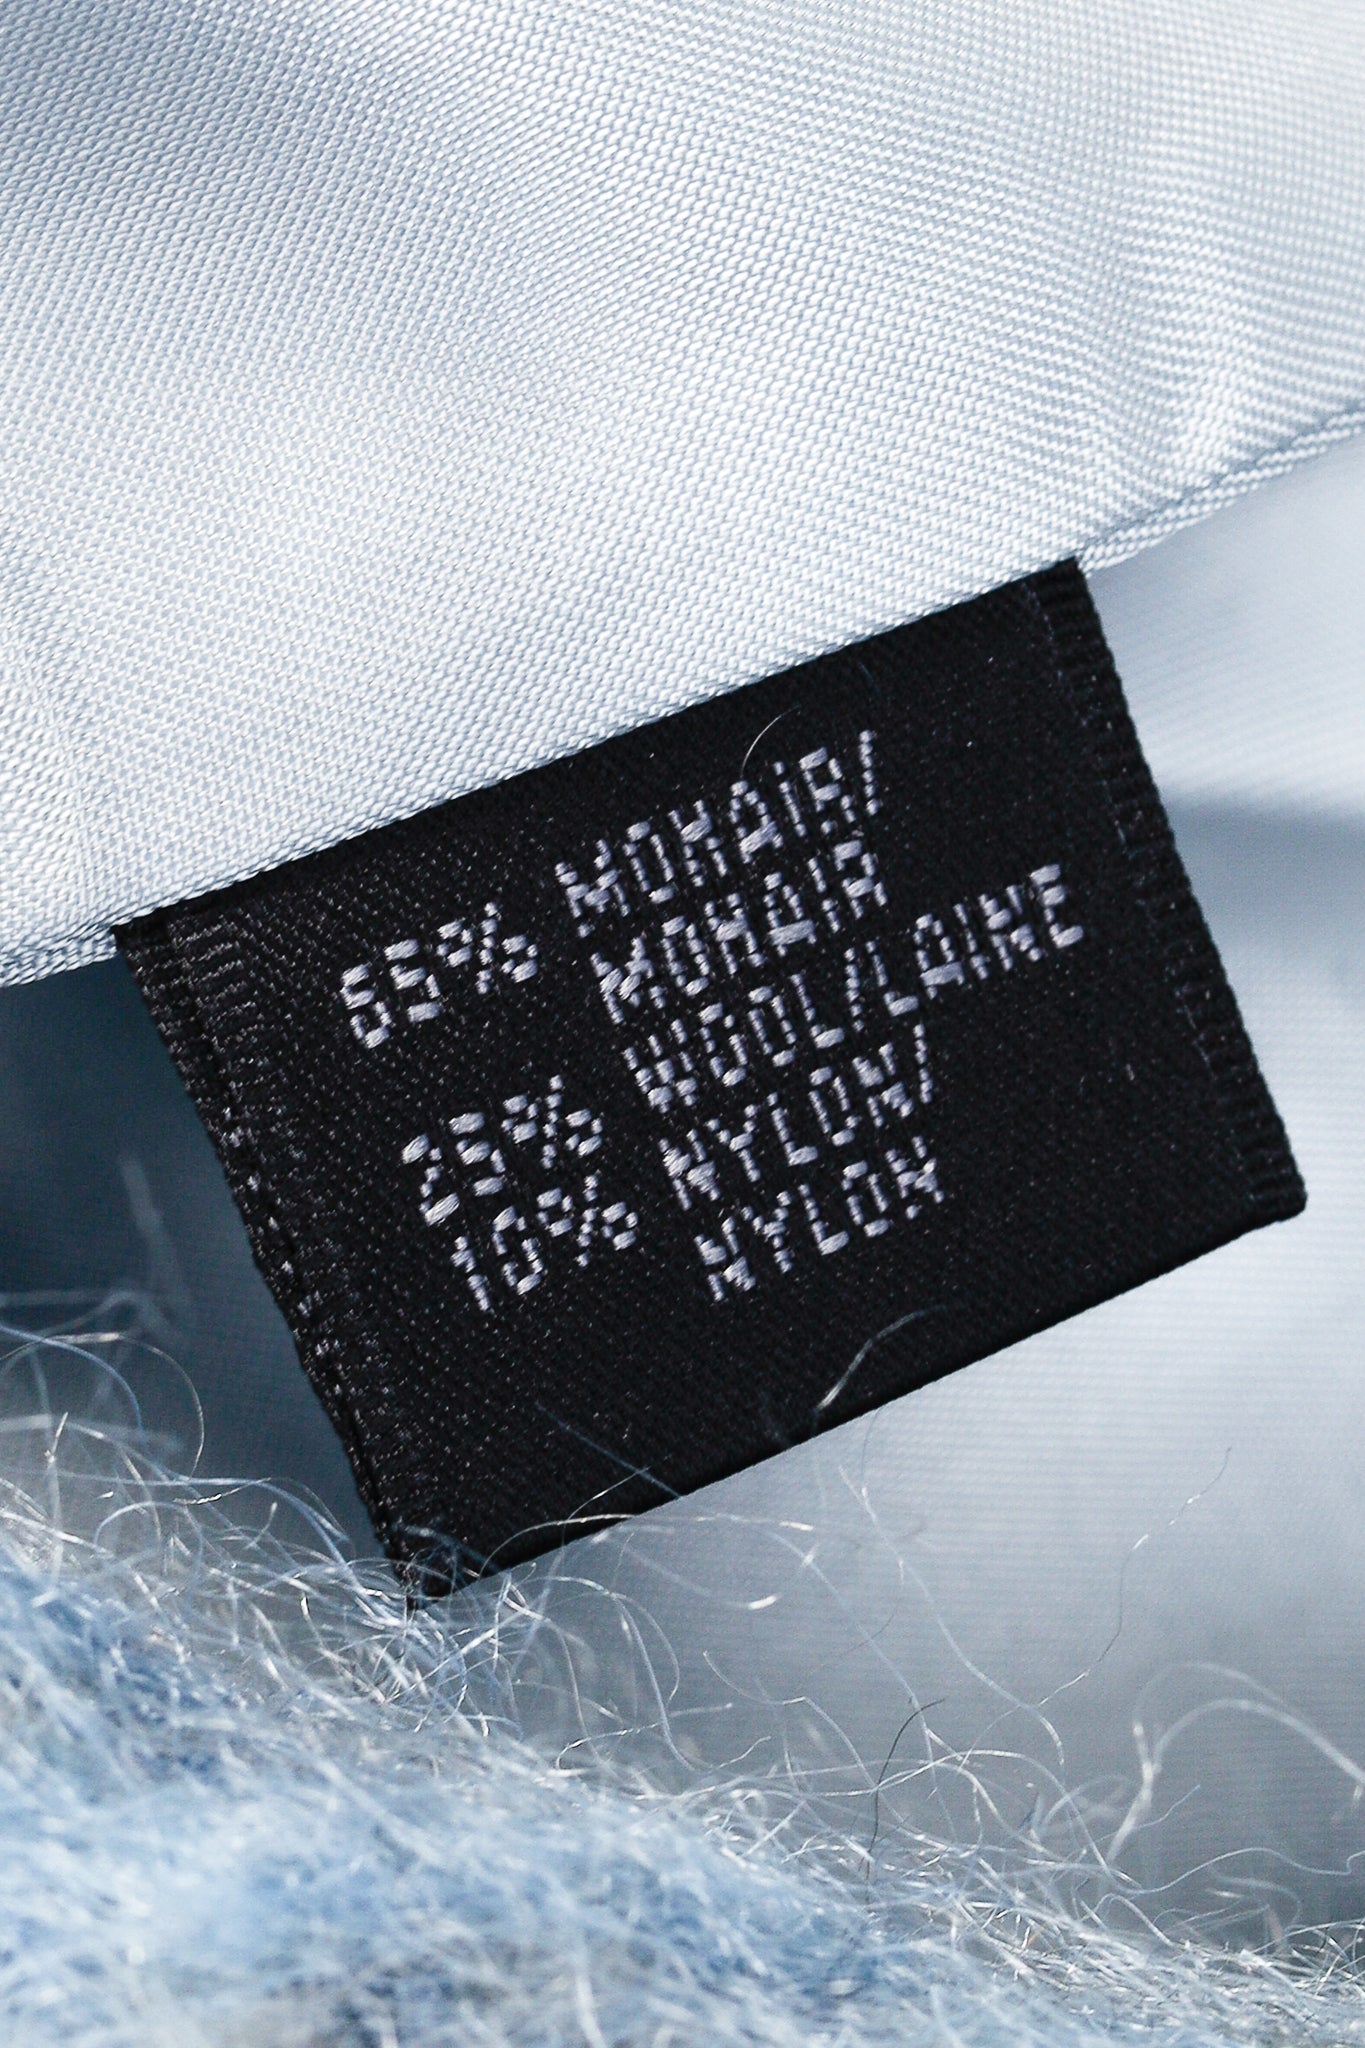 65% MOHAIR/
MOHAIR
25% WOOL/LAINE
10% NYLON/
NYLON